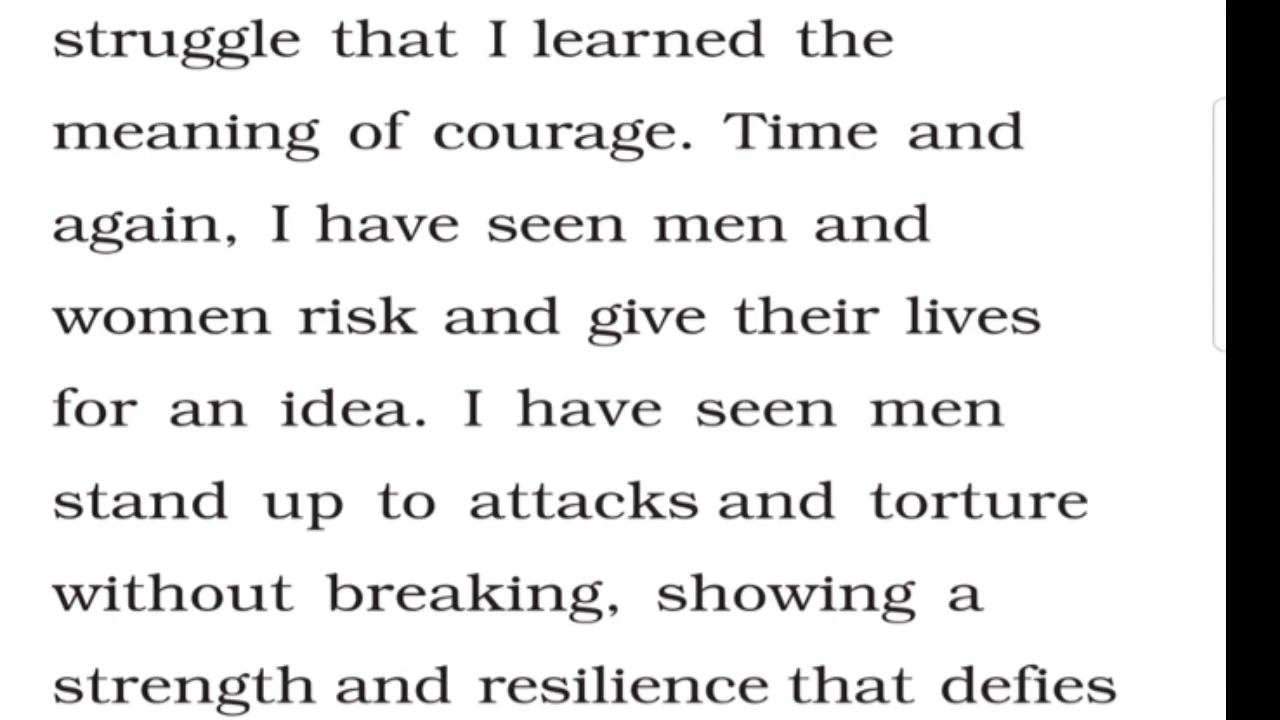 struggle that I learned the
meaning of courage. Time and
again, I have seen men and
women risk and give their lives
for an idea. I have seen men
stand up to attacks and torture
without breaking, showing a
strength and resilience that defies